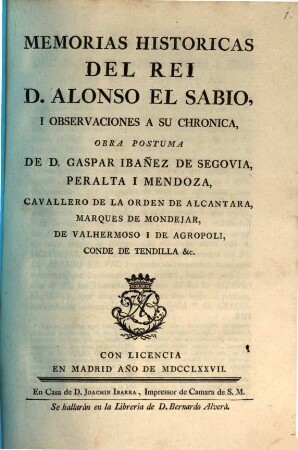 1.
MEMORIAS HISTORICAS
DEL REI
D. ALONSO EL SABIO,
I OBSERVACIONES A SU CHRONICA,
OBRA POSTUMA
DE D. GASPAR IBAÑEZ DE SEGOVIA,
PERALTA I MENDOZA,
CAVALLERO DE LA ORDEN DE ALCANTARA,
MARQUES DE MONDEJAR,
DE VALHERMOSO I DE AGROPOLI,
CONDE DE TENDILLA &c.
CON LICENCIA
EN MADRID AÑO DE MDCCLXXVII.
En Casa de D. JOACHIN IBARRA, Impressor de Camara de S. M.
Se hallarán en la Libreria de D. Bernardo Alverá.